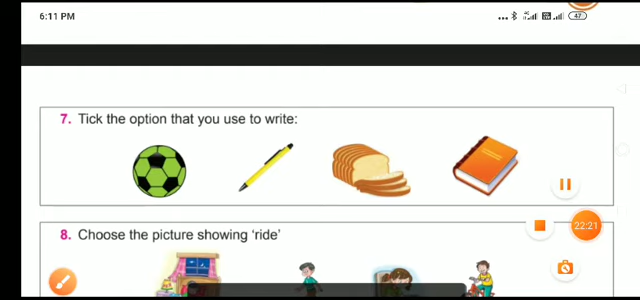 6:11 PM
47
7. Tick the option that you use to write:
22:21
8. Choose the picture showing 'ride'